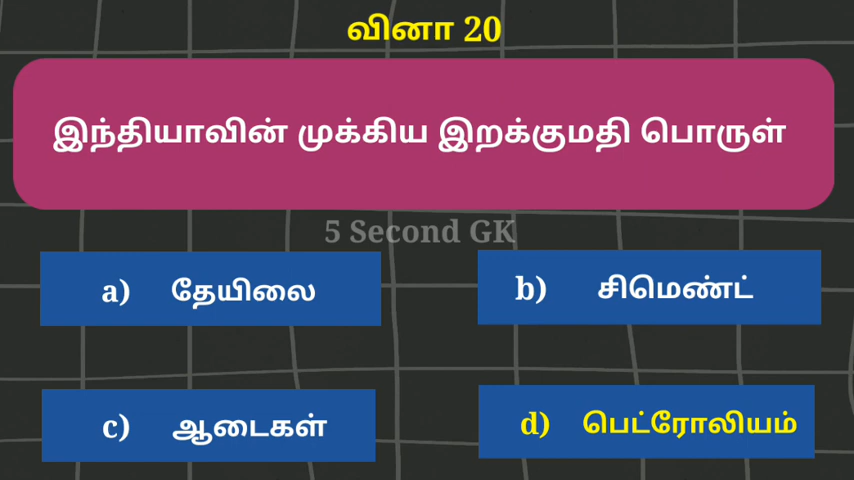 வினா 20
இந்தியாவின் முக்கிய இறக்குமதி பொருள்
5 Second GK
a) தேயிலை
b) சிமெண்ட்
c) ஆடைகள்
d) பெட்ரோலியம்